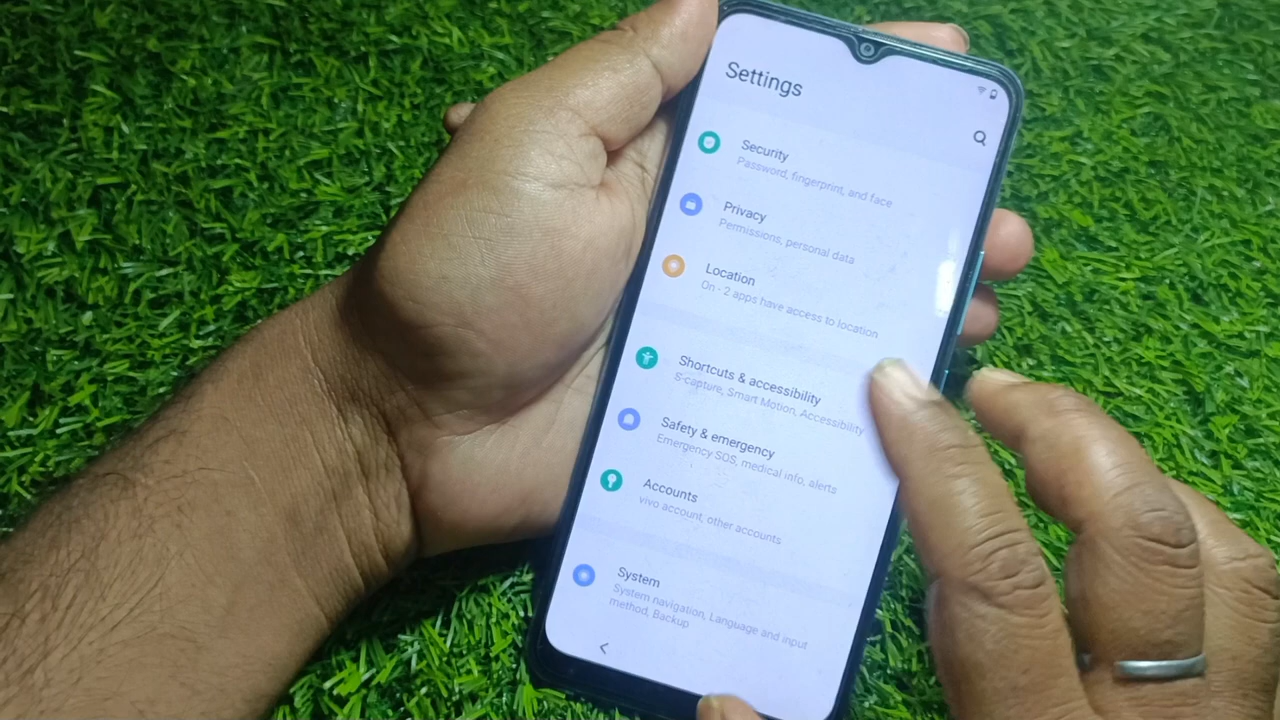 Settings
Security
Password, fingerprint, and face
Privacy
Permissions, personal data
Location
On - 2 apps have access to location
Shortcuts & accessibility
S-capture, Smart Motion, Accessibility
Safety & emergency
Emergency SOS, medical info, alerts
Accounts
vivo account, other accounts
System
System navigation, Language and input
method, Backup